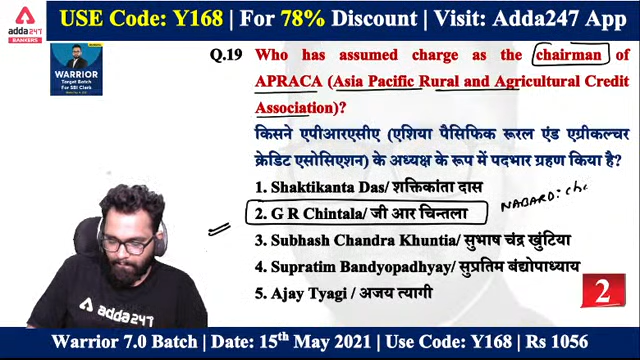 USE Code: Y168 | For 78% Discount | Visit: Adda247 App
adda247
BANKERS
WARRIOR
Target Batch
For SBI Clerk
Q.19 Who has assumed charge as the chairman of
APRACA (Asia Pacific Rural and Agricultural Credit
Association)?
किसने एपीआरएसीए (एशिया पैसिफिक रूरल एंड एग्रीकल्चर
क्रेडिट एसोसिएशन) के अध्यक्ष के रूप में पदभार ग्रहण किया है?
1. Shaktikanta Das/ शक्तिकांता दास
2. G R Chintala/ जी आर चिन्तला
NABARD: Cha
3. Subhash Chandra Khuntia/ सुभाष चंद्र खुंटिया
4. Supratim Bandyopadhyay/ सुप्रतिम बंद्योपाध्याय
5. Ajay Tyagi / अजय त्यागी
2
adda247
Warrior 7.0 Batch | Date: 15th May 2021 | Use Code: Y168 | Rs 1056